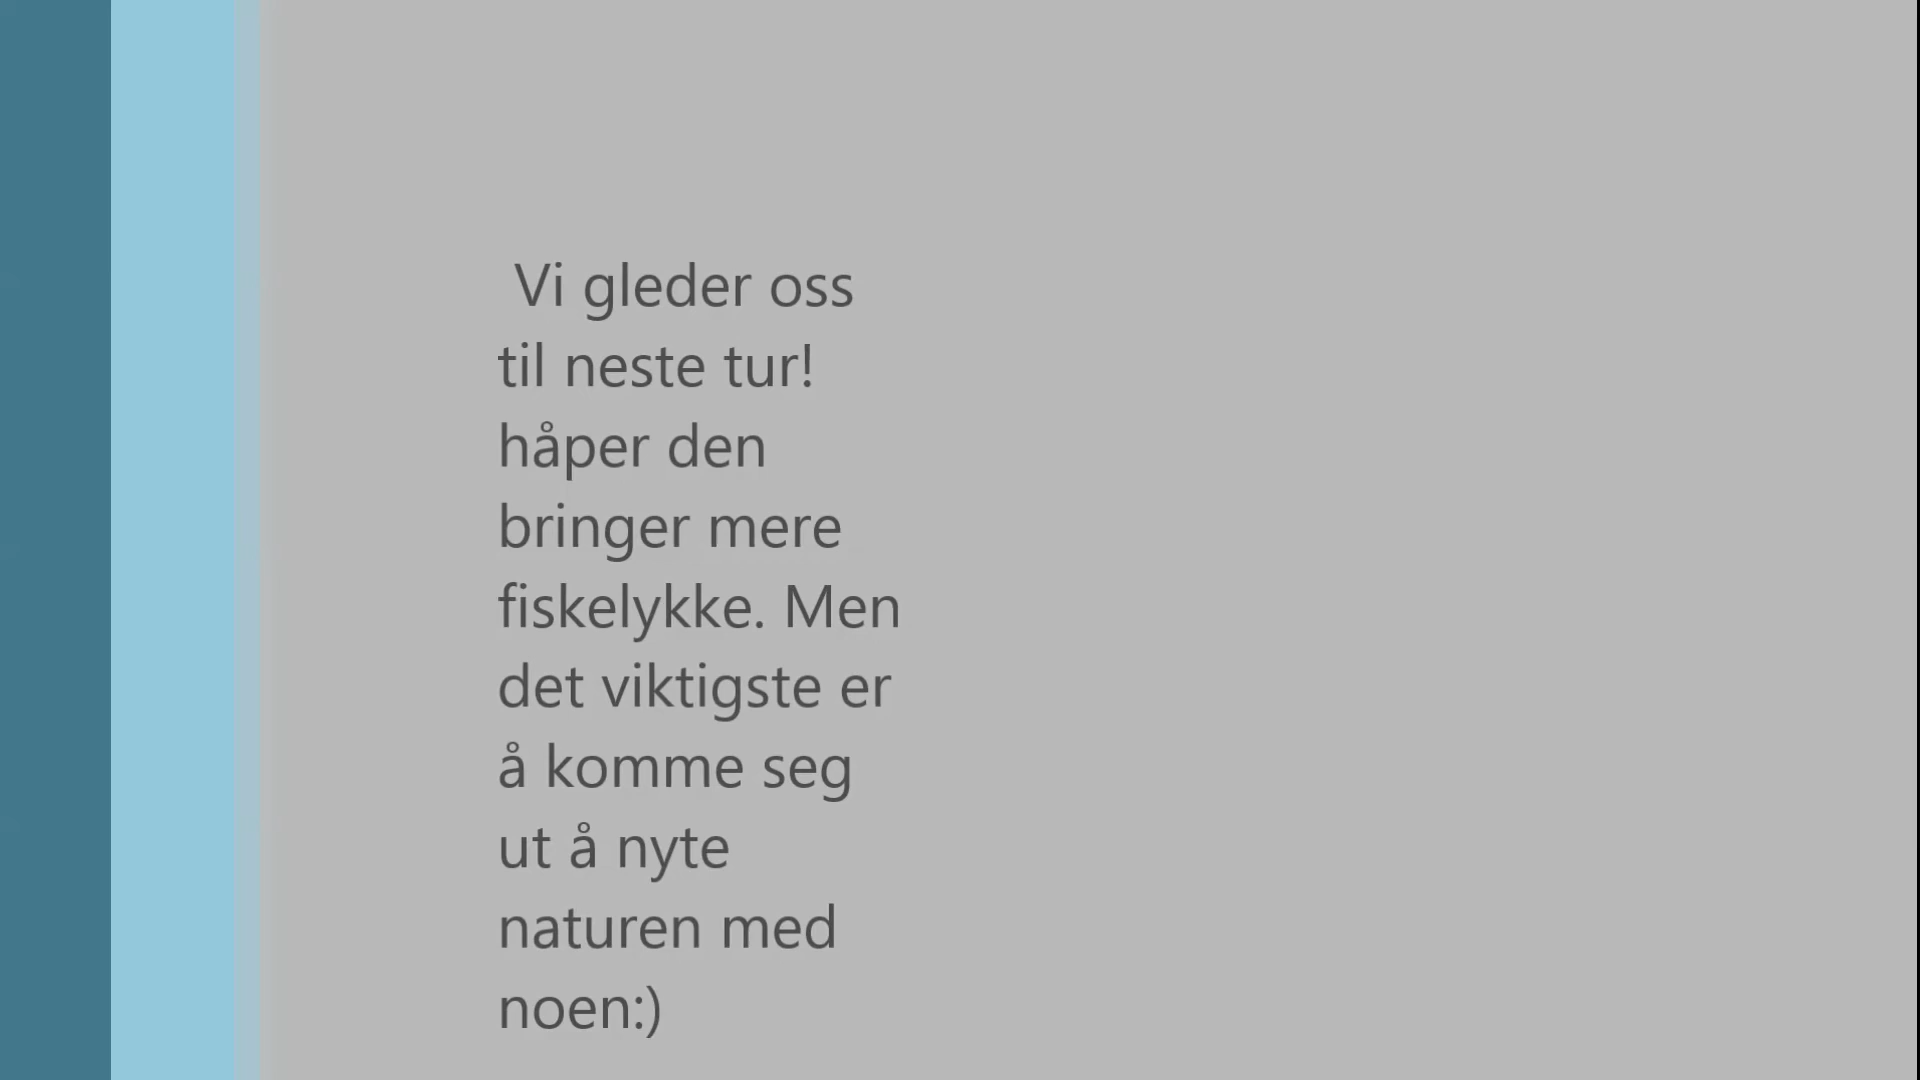 Vi gleder oss
til neste tur!
håper den
bringer mere
fiskelykke. Men
det viktigste er
å komme seg
ut å nyte
naturen med
noen:)